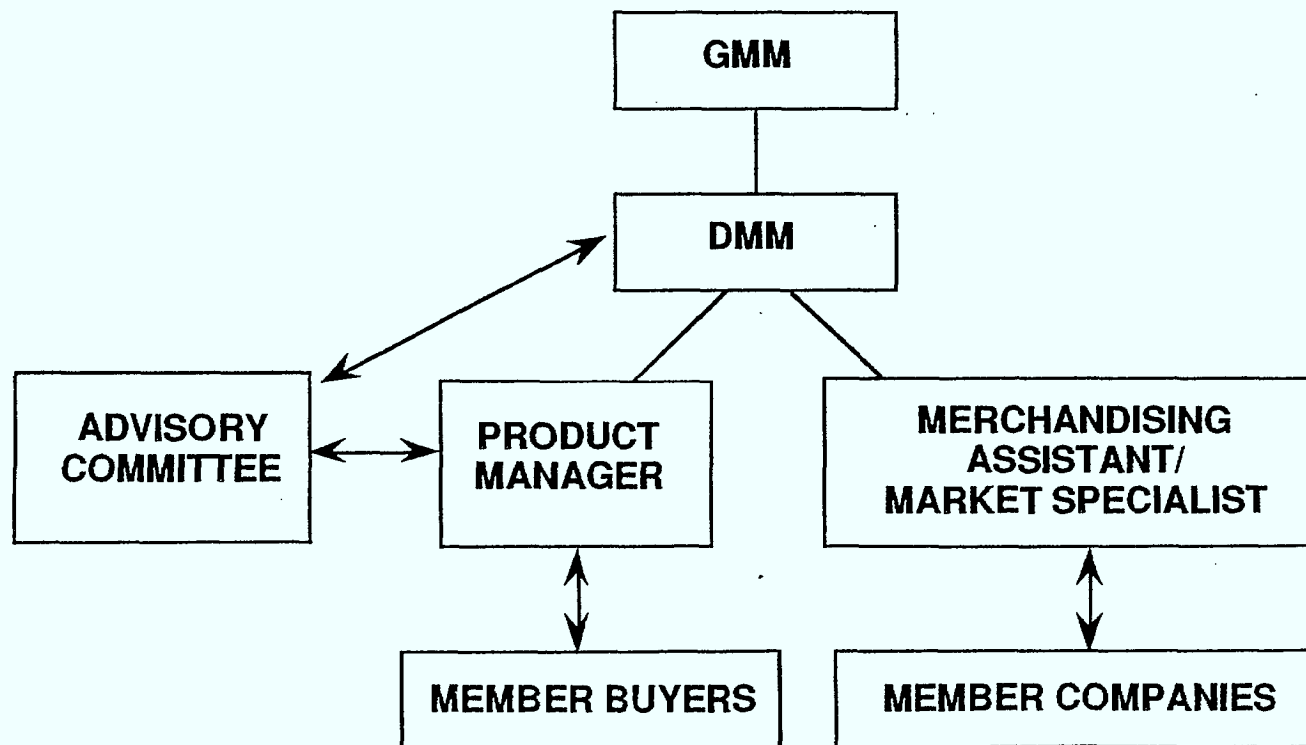 GMM
DMM
ADVISORY
COMMITTEE
PRODUCT
MANAGER
MERCHANDISING
ASSISTANT/
MARKET SPECIALIST
MEMBER BUYERS
MEMBER COMPANIES